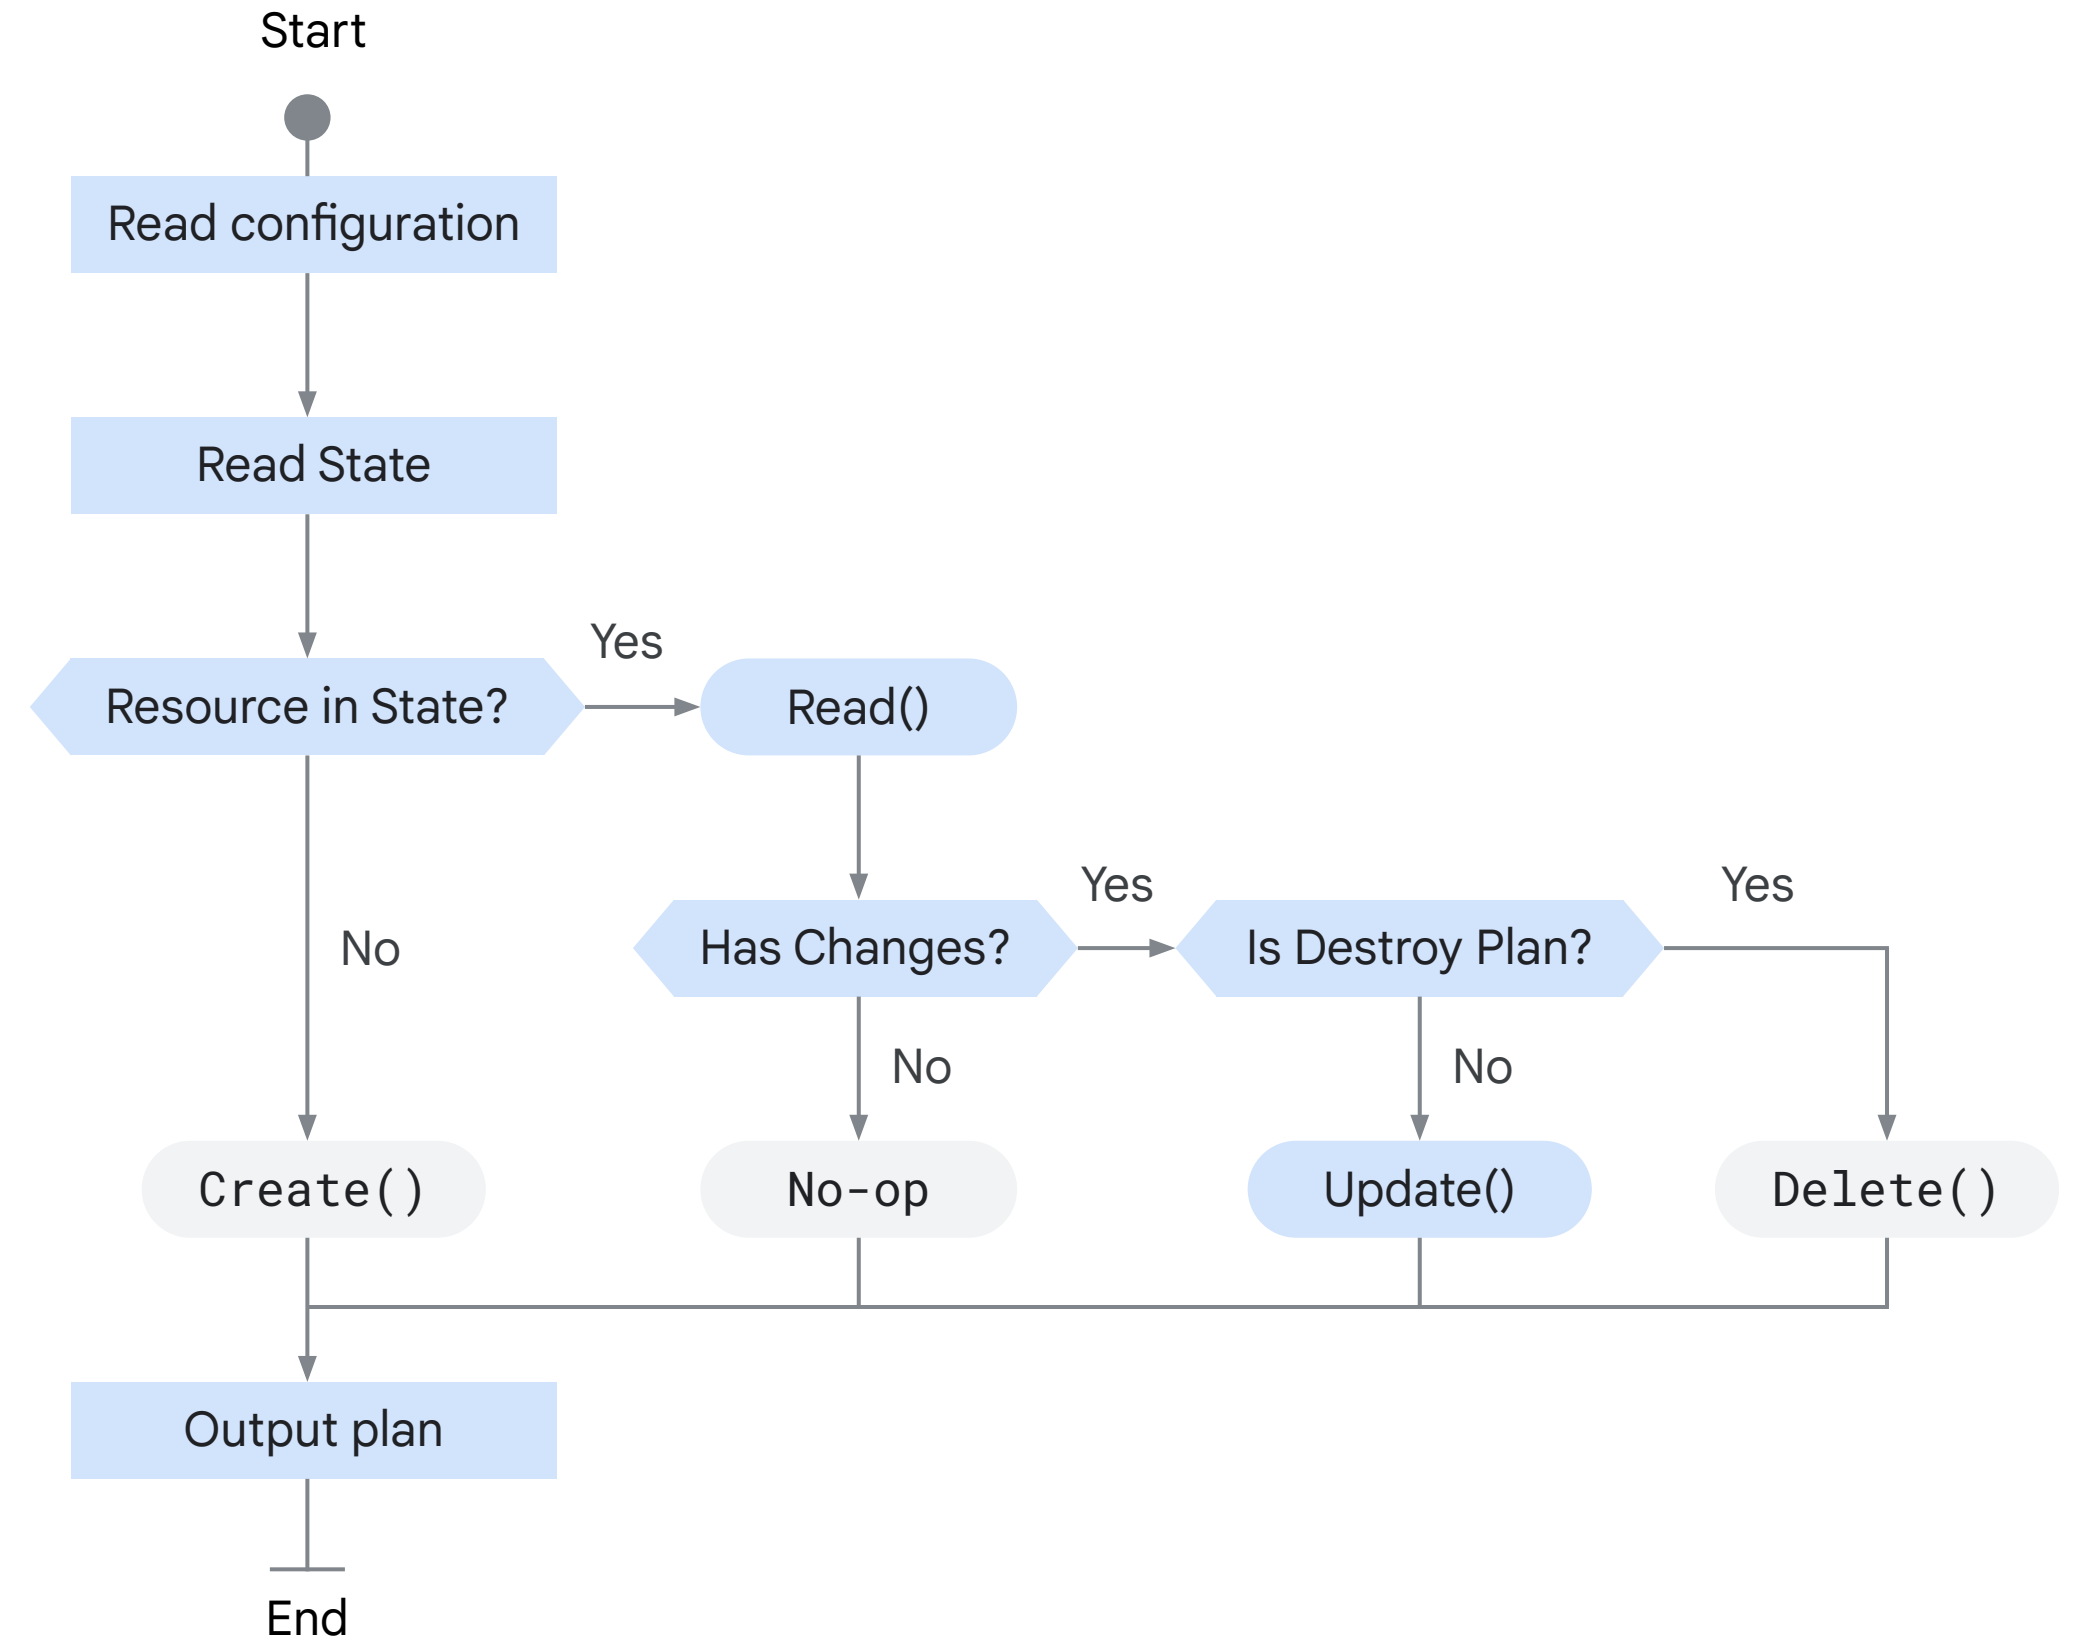 Start
Read configuration
Read State
Yes
Resource in State?
Read()
Yes
Yes
No
Has Changes?
Is Destroy Plan?
No
No
Create()
No-op
Update()
Delete()
Output plan
End